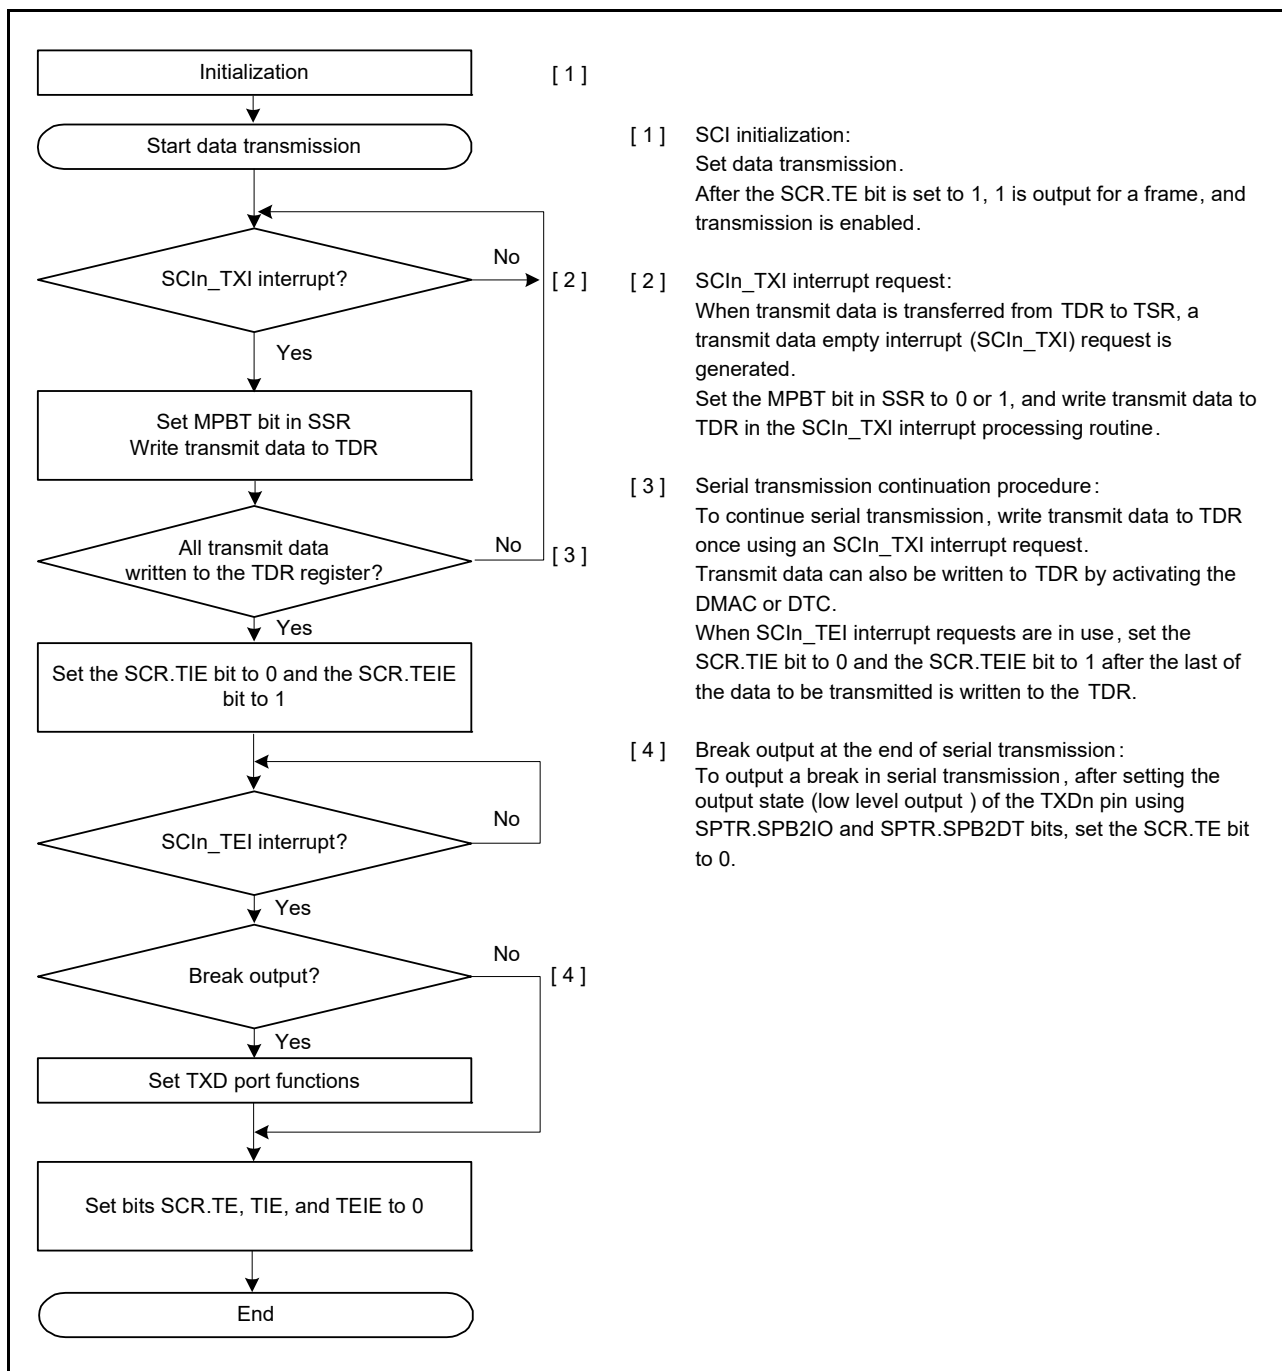 Initialization
[ 1 ]
Start data transmission
SCIn_TXI interrupt?
No
[ 2 ]
Yes
Set MPBT bit in SSR
Write transmit data to TDR
All transmit data
written to the TDR register?
No
[ 3 ]
Yes
Set the SCR.TIE bit to 0 and the SCR.TEIE
bit to 1
SCIn_TEI interrupt?
No
Yes
Break output?
No
[ 4 ]
Yes
Set TXD port functions
Set bits SCR.TE, TIE, and TEIE to 0
End
[ 1 ] SCI initialization:
Set data transmission.
After the SCR.TE bit is set to 1, 1 is output for a frame, and
transmission is enabled.
[ 2 ] SCIn_TXI interrupt request:
When transmit data is transferred from TDR to TSR, a
transmit data empty interrupt (SCIn_TXI) request is
generated.
Set the MPBT bit in SSR to 0 or 1, and write transmit data to
TDR in the SCIn_TXI interrupt processing routine.
[ 3 ] Serial transmission continuation procedure:
To continue serial transmission, write transmit data to TDR
once using an SCIn_TXI interrupt request.
Transmit data can also be written to TDR by activating the
DMAC or DTC.
When SCIn_TEI interrupt requests are in use, set the
SCR.TIE bit to 0 and the SCR.TEIE bit to 1 after the last of
the data to be transmitted is written to the TDR.
[ 4 ] Break output at the end of serial transmission:
To output a break in serial transmission, after setting the
output state (low level output ) of the TXDn pin using
SPTR.SPB2IO and SPTR.SPB2DT bits, set the SCR.TE bit
to 0.